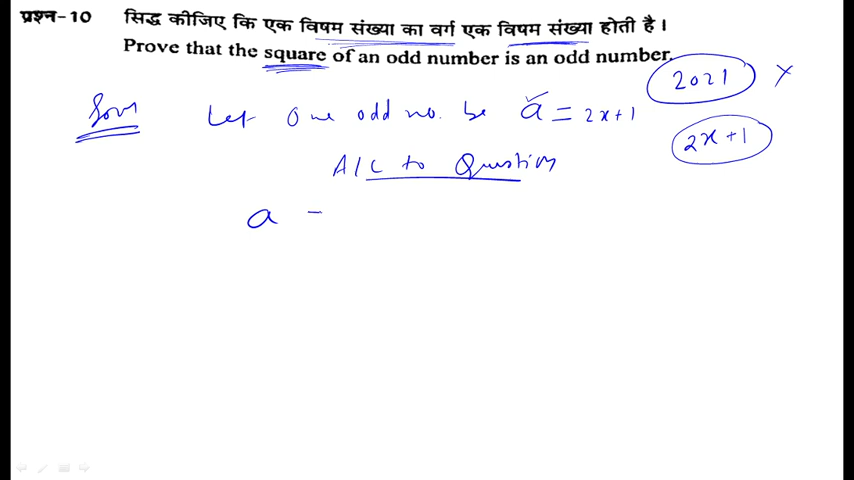 प्रश्न-10 सिद्ध कीजिए कि एक विषम संख्या का वर्ग एक विषम संख्या होती है।
Prove that the square of an odd number is an odd number.
2021 ×
Soln Let One odd no. be a = 2x+1
2x+1
A/C to Question
a =